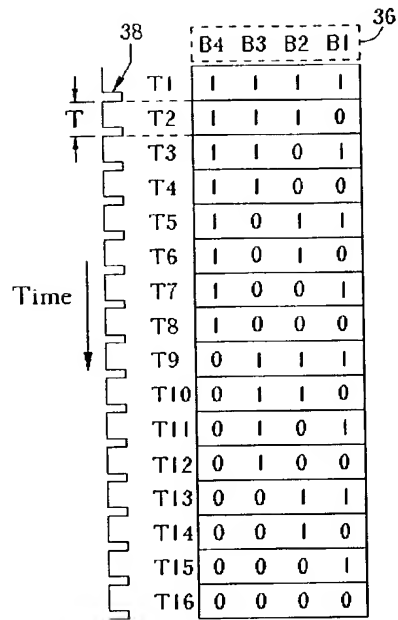 38
36
B4 B3 B2 B1
T1 1 1 1 1
T T2 1 1 1 0
T3 1 1 0 1
T4 1 1 0 0
T5 1 0 1 1
T6 1 0 1 0
Time T7 1 0 0 1
T8 1 0 0 0
T9 0 1 1 1
T10 0 1 1 0
T11 0 1 0 1
T12 0 1 0 0
T13 0 0 1 1
T14 0 0 1 0
T15 0 0 0 1
T16 0 0 0 0